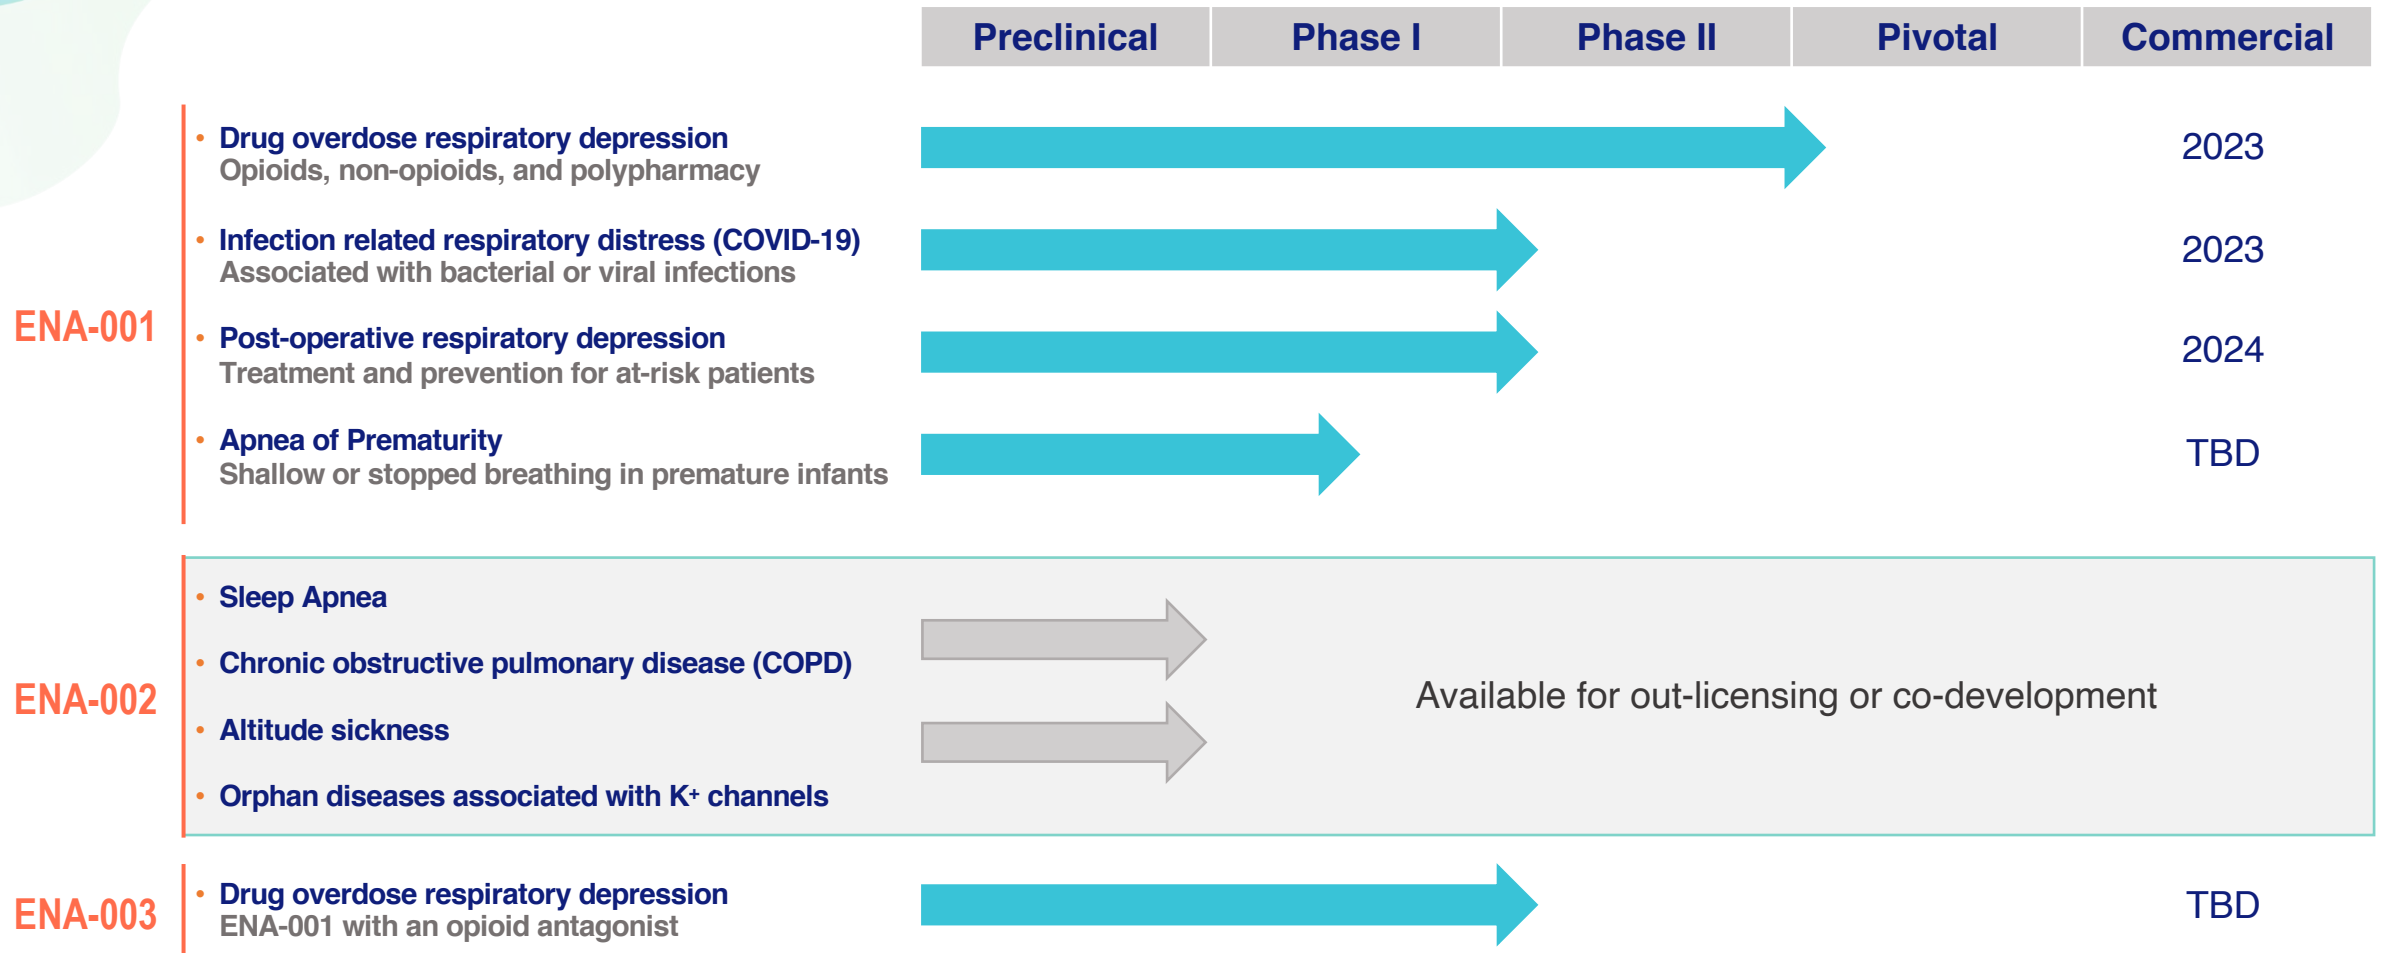 Preclinical Phase I Phase II Pivotal Commercial
ENA-001
• Drug overdose respiratory depression
Opioids, non-opioids, and polypharmacy
2023
• Infection related respiratory distress (COVID-19)
Associated with bacterial or viral infections
2023
• Post-operative respiratory depression
Treatment and prevention for at-risk patients
2024
• Apnea of Prematurity
Shallow or stopped breathing in premature infants
TBD
ENA-002
• Sleep Apnea
• Chronic obstructive pulmonary disease (COPD)
• Altitude sickness
• Orphan diseases associated with K⁺ channels
Available for out-licensing or co-development
ENA-003
• Drug overdose respiratory depression
ENA-001 with an opioid antagonist
TBD